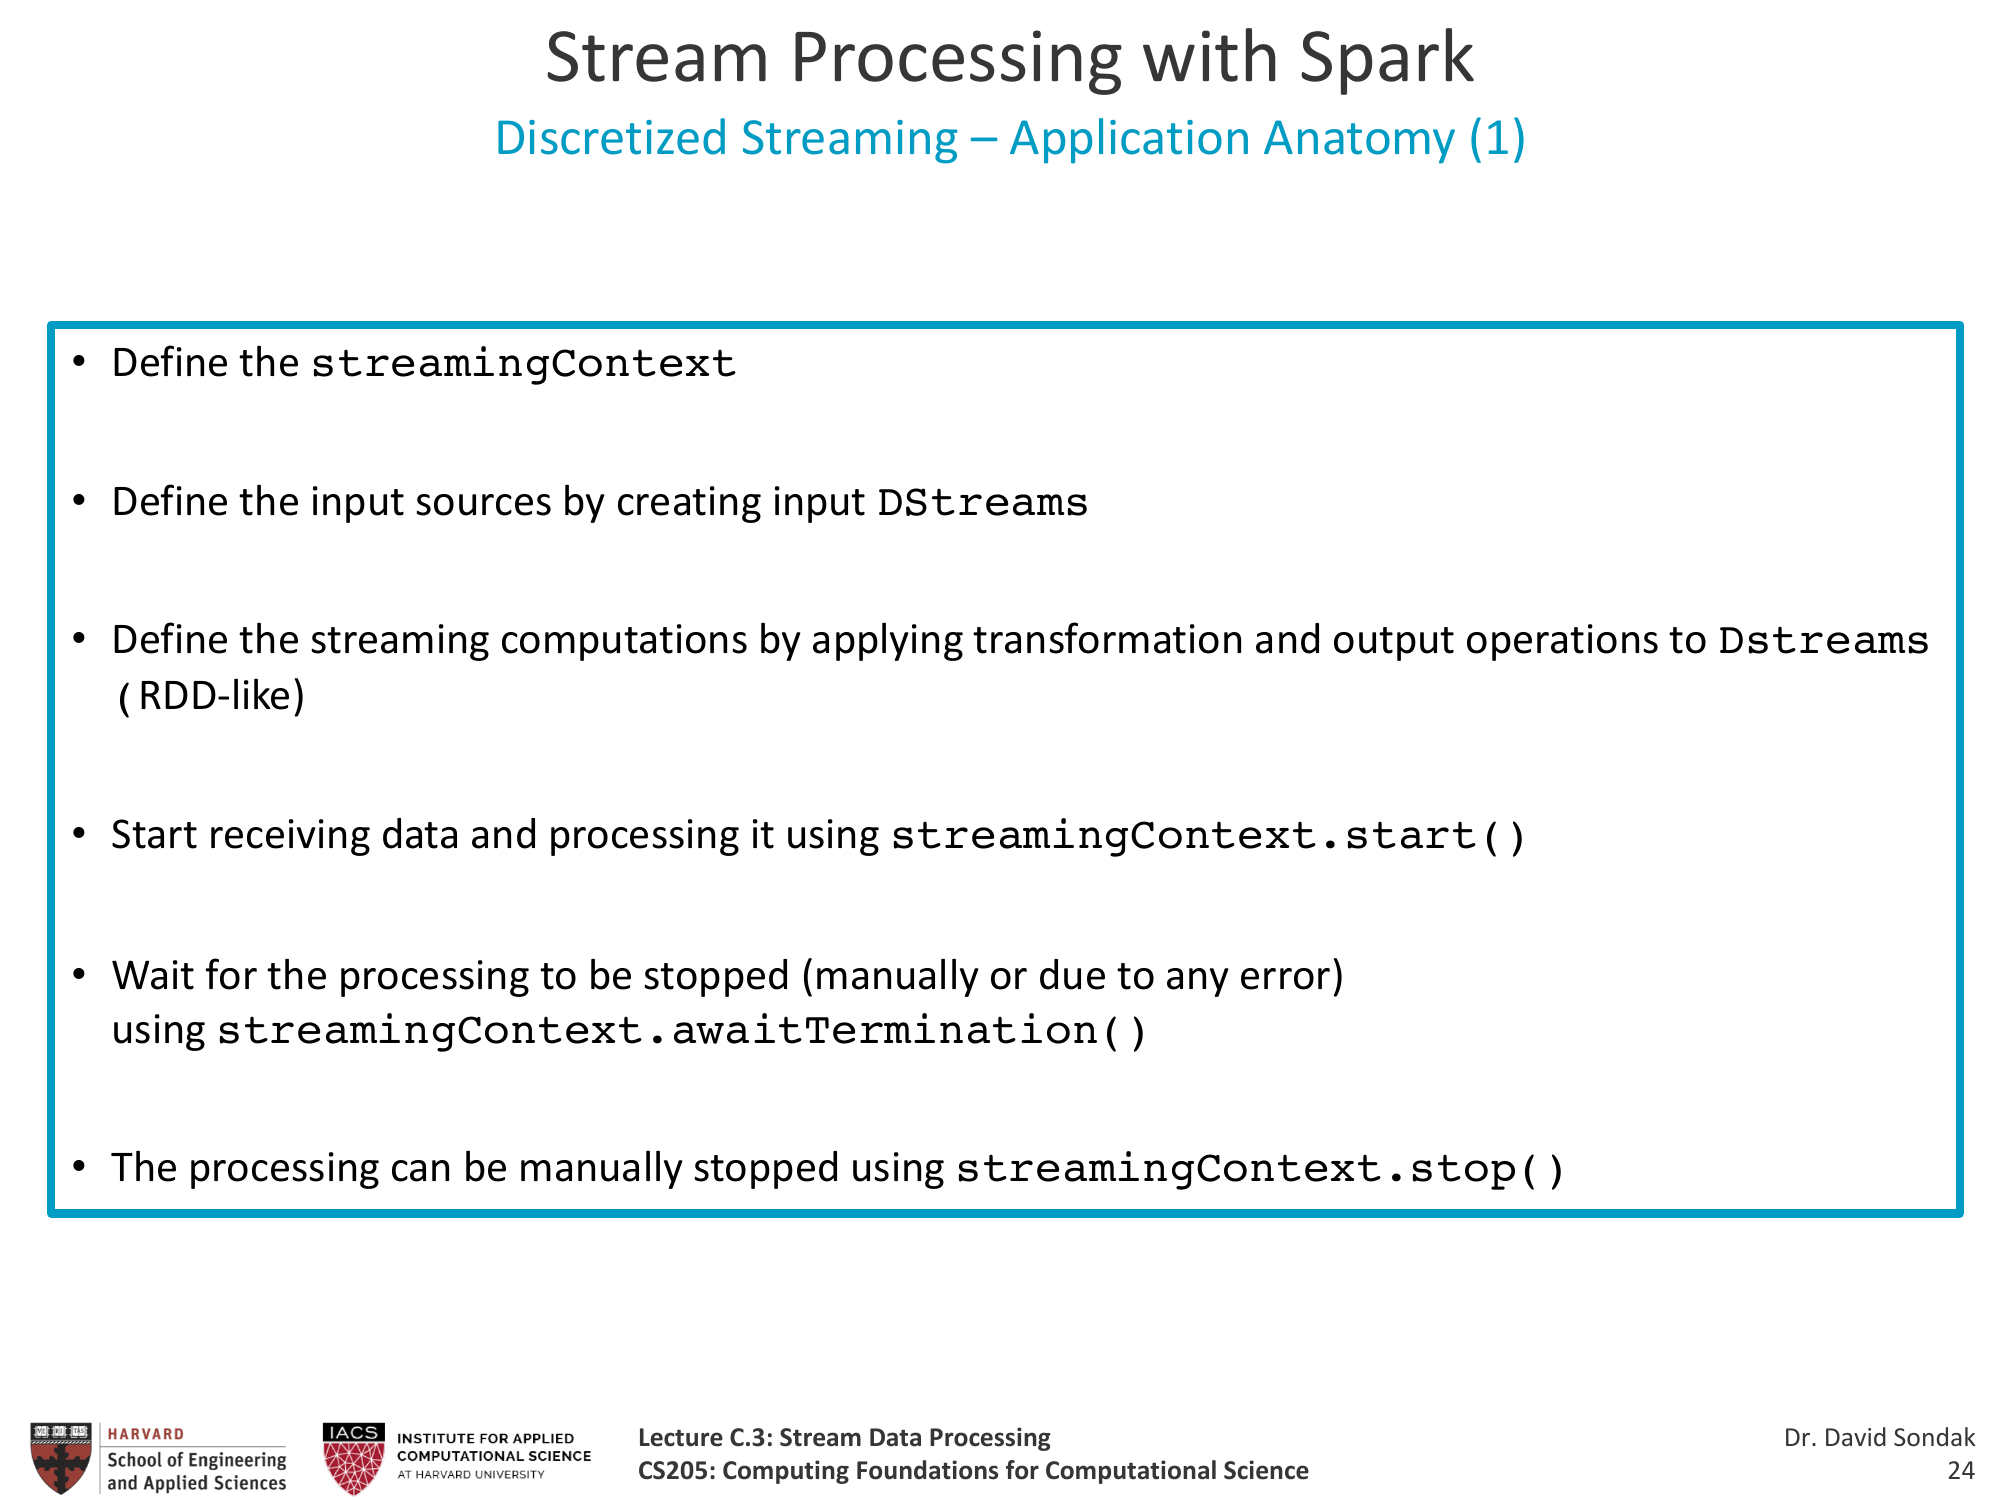 Stream Processing with Spark
Discretized Streaming – Application Anatomy (1)
• Define the streamingContext
• Define the input sources by creating input DStreams
• Define the streaming computations by applying transformation and output operations to Dstreams
(RDD-like)
• Start receiving data and processing it using streamingContext.start()
• Wait for the processing to be stopped (manually or due to any error)
using streamingContext.awaitTermination()
• The processing can be manually stopped using streamingContext.stop()
HARVARD
School of Engineering
and Applied Sciences
IACS
INSTITUTE FOR APPLIED
COMPUTATIONAL SCIENCE
AT HARVARD UNIVERSITY
Lecture C.3: Stream Data Processing
CS205: Computing Foundations for Computational Science
Dr. David Sondak
24